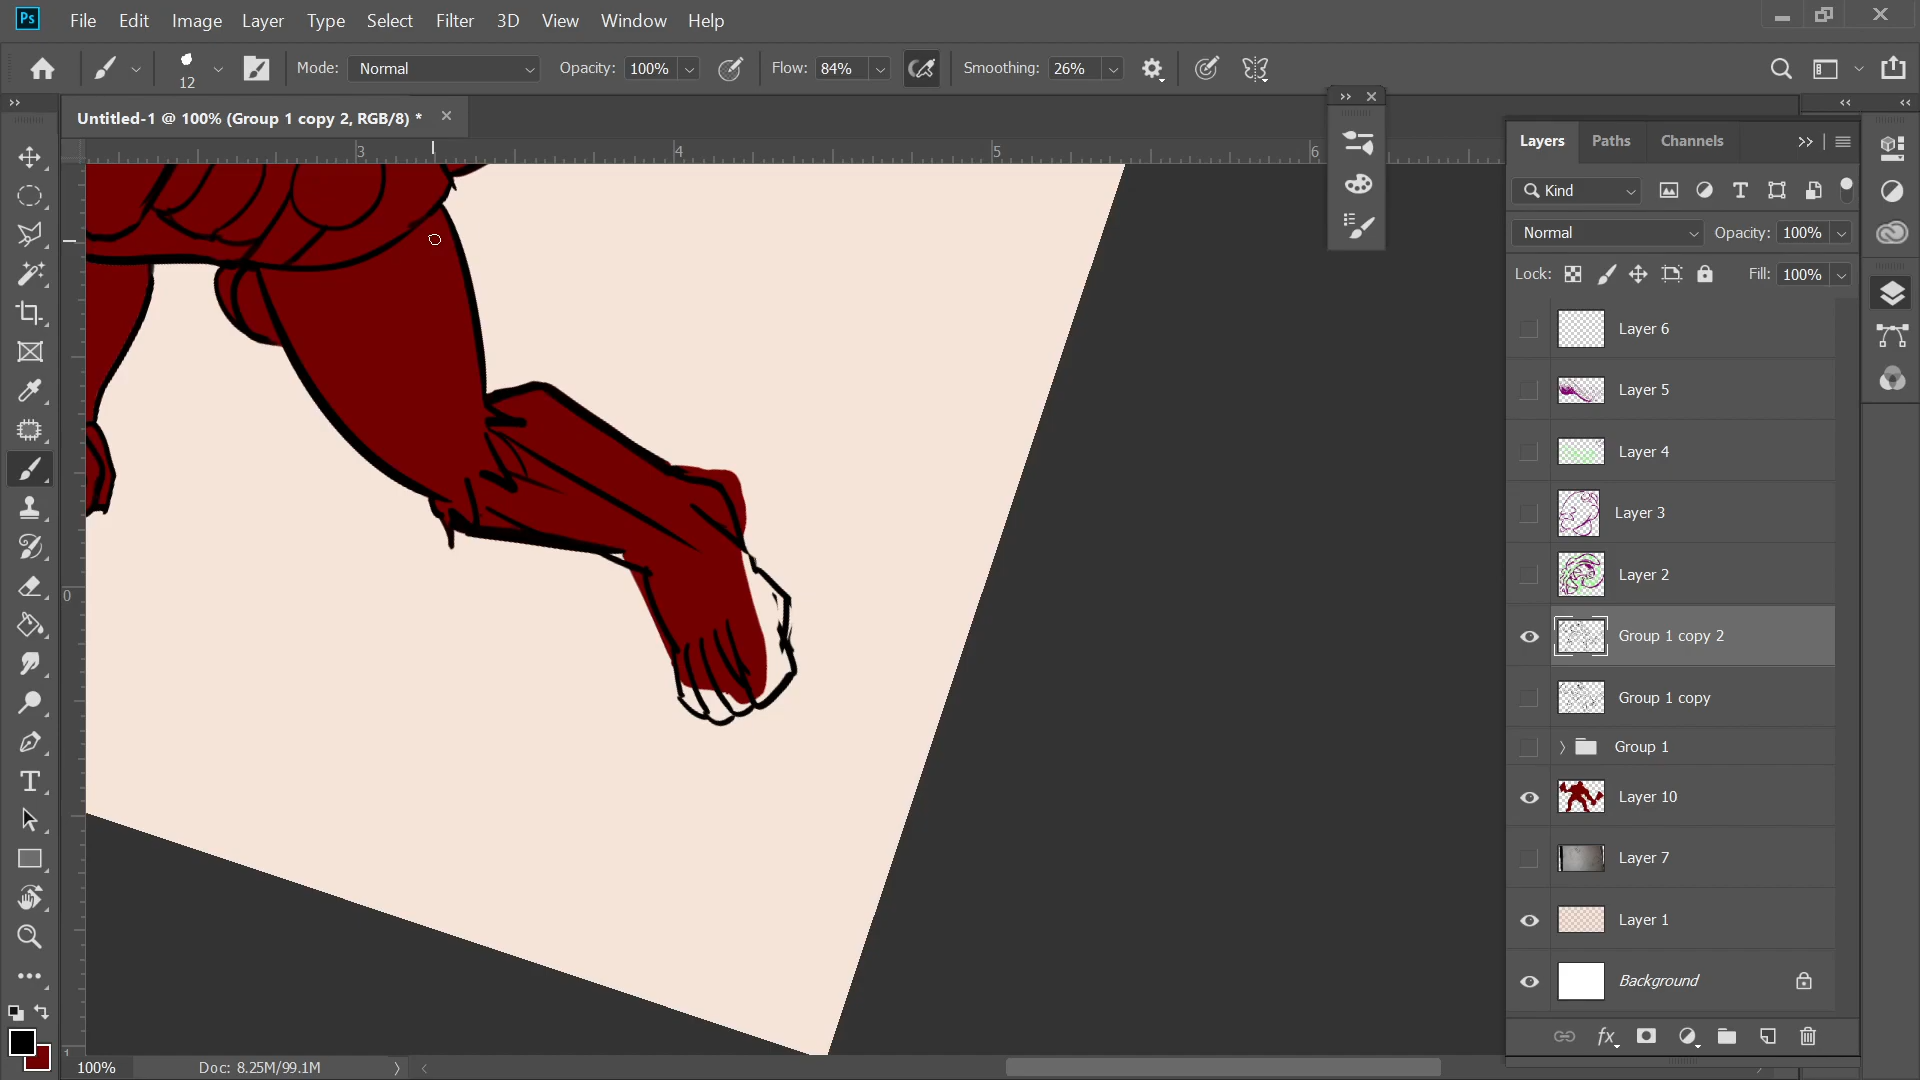 Ps File Edit Image Layer Type Select Filter 3D View Window Help
12 Mode: Normal Opacity: 100% Flow: 84% Smoothing: 26%
Untitled-1 @ 100% (Group 1 copy 2, RGB/8) *
3 4 5 6
0
1
Layers Paths Channels
Kind
Normal Opacity: 100%
Lock: Fill: 100%
Layer 6
Layer 5
Layer 4
Layer 3
Layer 2
Group 1 copy 2
Group 1 copy
Group 1
Layer 10
Layer 7
Layer 1
Background
fx
100% Doc: 8.25M/99.1M